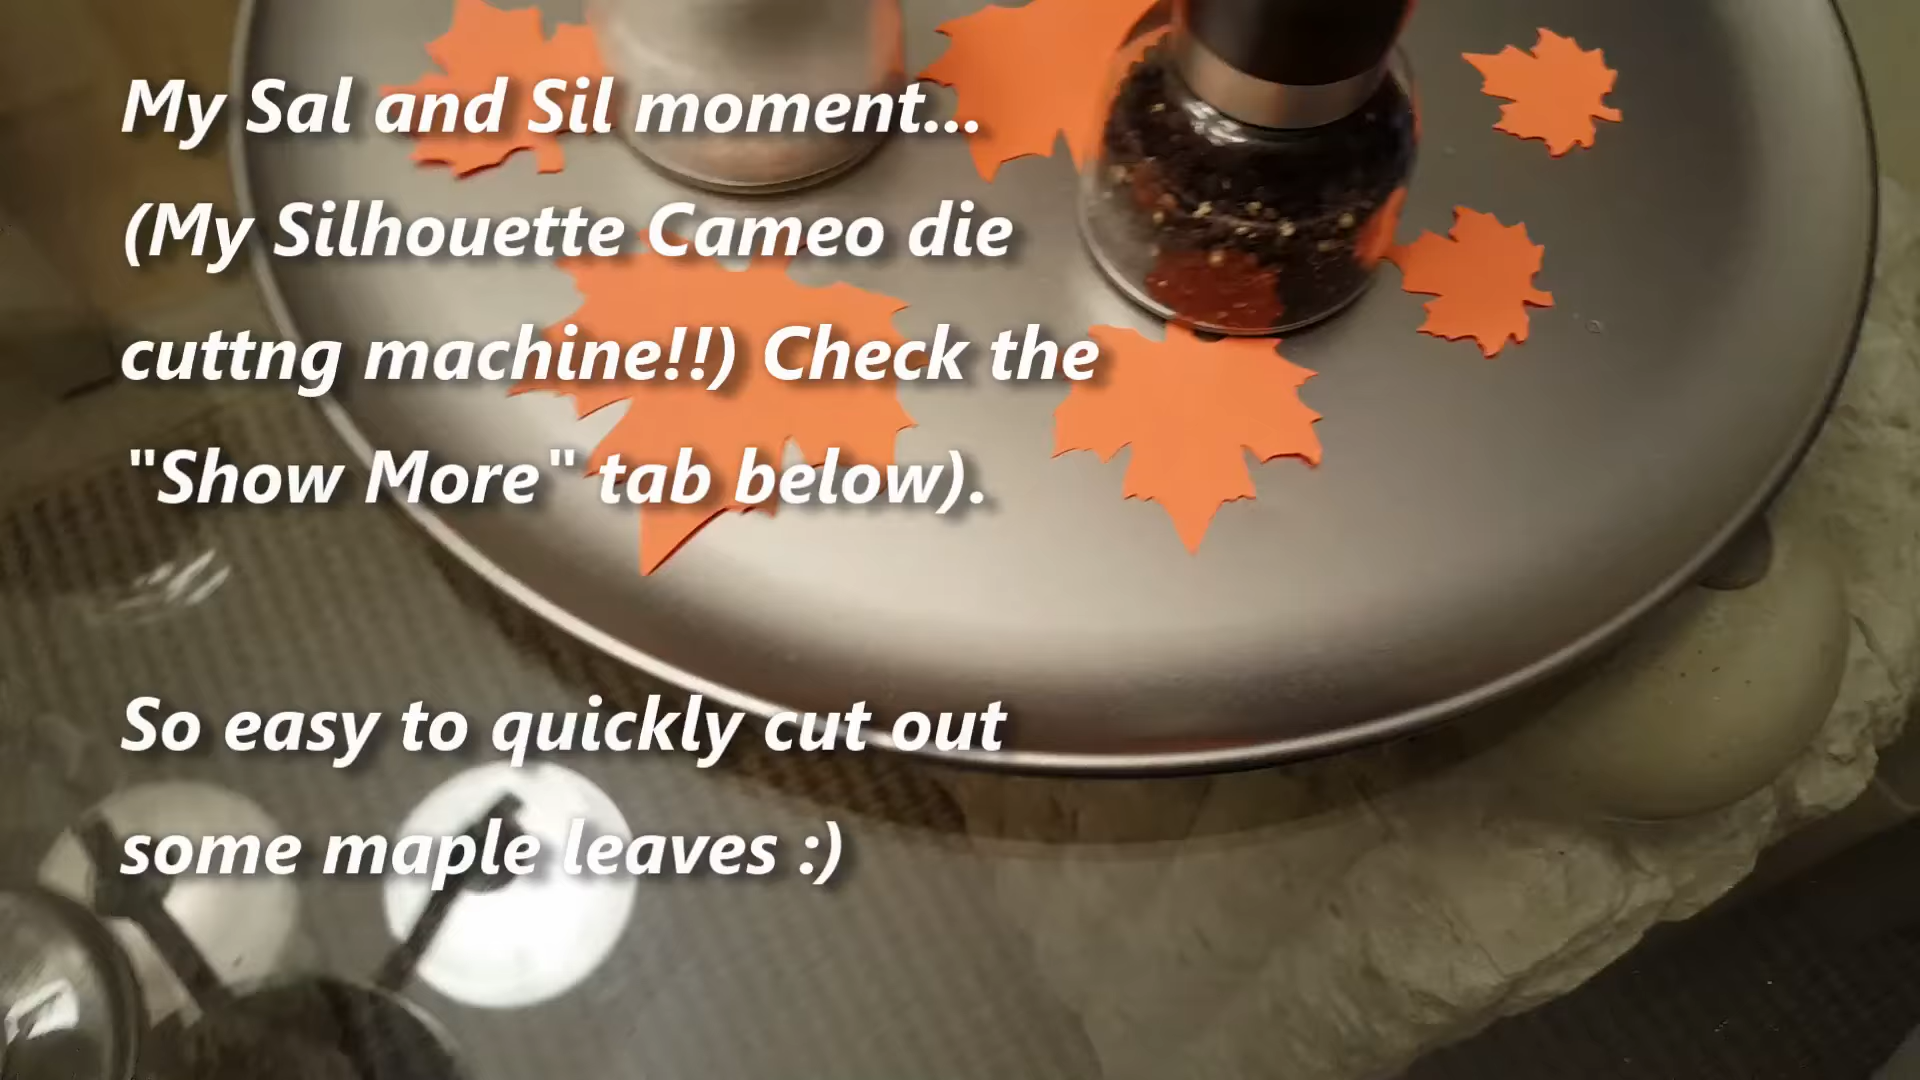 My Sal and Sil moment...
(My Silhouette Cameo die
cuttng machine!!) Check the
"Show More" tab below).
So easy to quickly cut out
some maple leaves :)